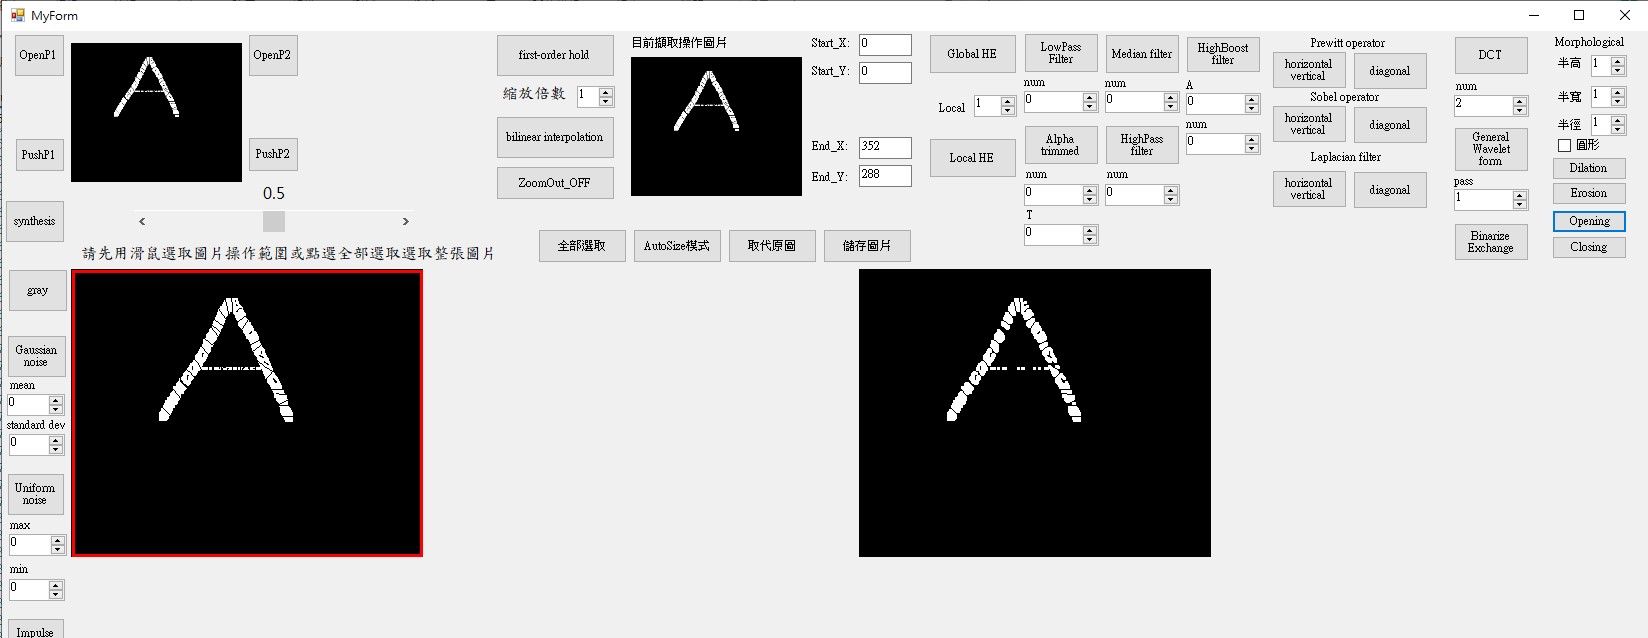 MyForm
OpenP1
OpenP2
PushP1
PushP2
0.5
synthesis
請先用滑鼠選取圖片操作範圍或點選全部選取選取整張圖片
first-order hold
縮放倍數 1
bilinear interpolation
ZoomOut_OFF
目前擷取操作圖片
全部選取
AutoSize模式
取代原圖
儲存圖片
Start_X: 0
Start_Y: 0
End_X: 352
End_Y: 288
Global HE
Local 1
Local HE
LowPass
Filter
num
0
Alpha
trimmed
num
0
T
0
Median filter
num
0
HighPass
filter
num
0
HighBoost
filter
A
0
num
0
Prewitt operator
horizontal
vertical
diagonal
Sobel operator
horizontal
vertical
diagonal
Laplacian filter
horizontal
vertical
diagonal
DCT
num
2
General
Wavelet
form
pass
1
Binarize
Exchange
Morphological
半高 1
半寬 1
半徑 1
圓形
Dilation
Erosion
Opening
Closing
gray
Gaussian
noise
mean
0
standard dev
0
Uniform
noise
max
0
min
0
Impulse
A
A
A
A